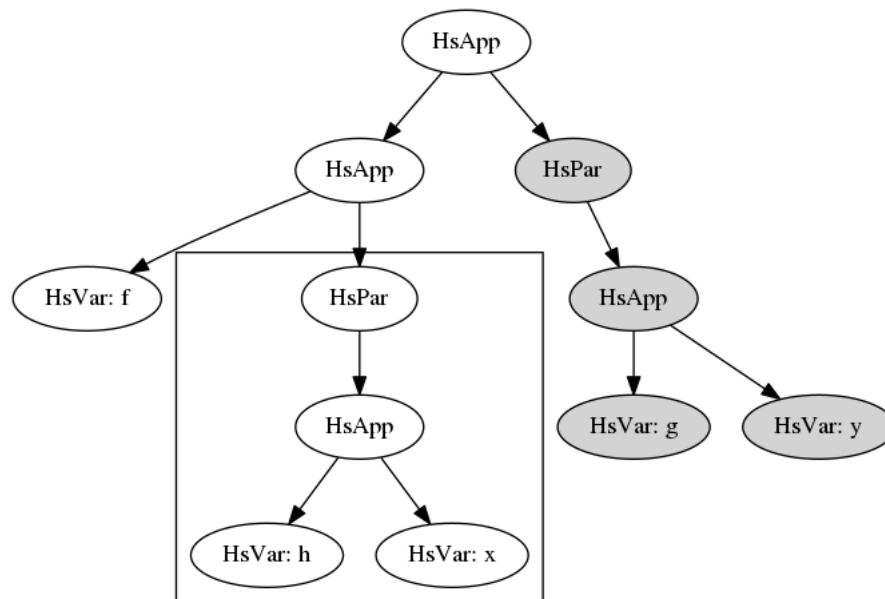 HsApp
HsApp
HsPar
HsVar: f
HsPar
HsApp
HsApp
HsVar: g
HsVar: y
HsVar: h
HsVar: x